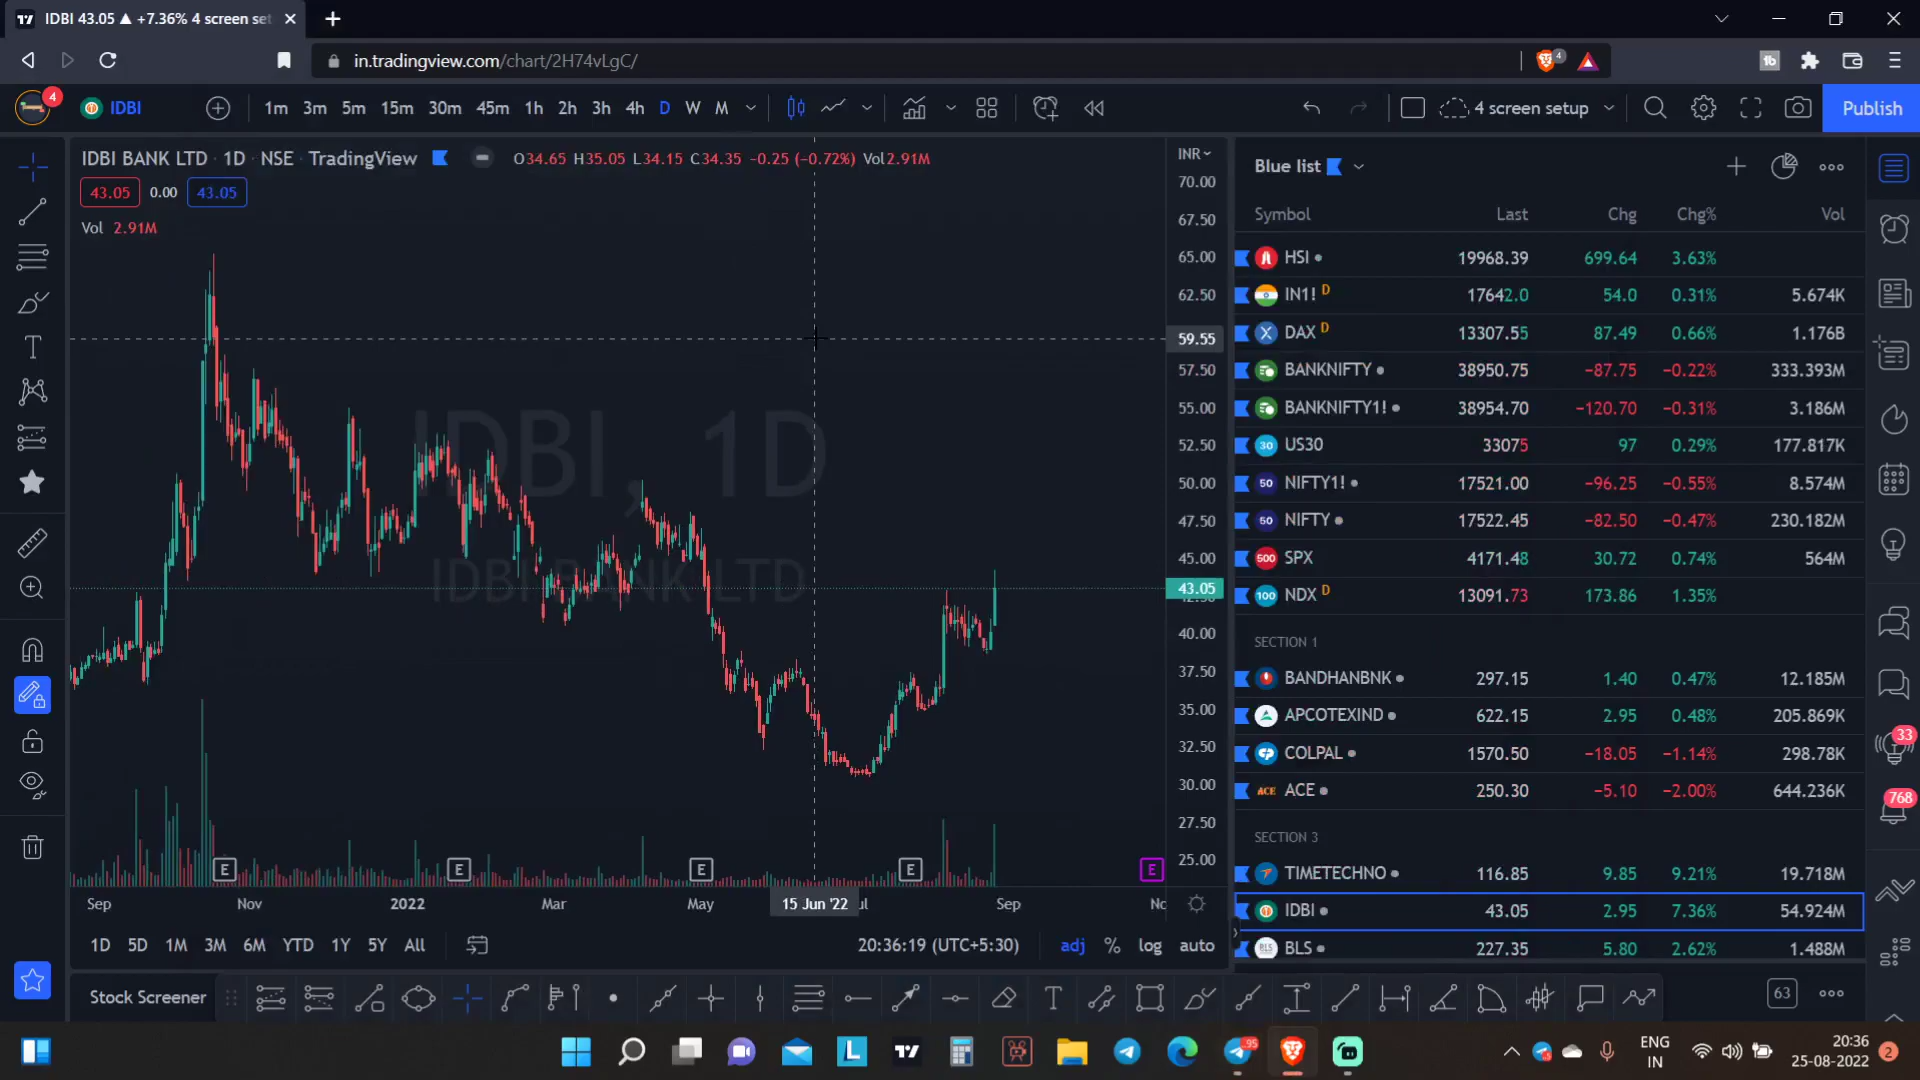 IDBI 43.05 ▲ +7.36% 4 screen set
in.tradingview.com/chart/2H74vLgC/
4
4 IDBI 1m 3m 5m 15m 30m 45m 1h 2h 3h 4h D W M 4 screen setup Publish
IDBI BANK LTD · 1D · NSE TradingView O34.65 H35.05 L34.15 C34.35 -0.25 (-0.72%) Vol2.91M
43.05 0.00 43.05
Vol 2.91M
IDBI, 1D
IDBI BANK LTD
INR
70.00
67.50
65.00
62.50
59.55
57.50
55.00
52.50
50.00
47.50
45.00
43.05
40.00
37.50
35.00
32.50
30.00
27.50
25.00
E E E E E
Sep Nov 2022 Mar May 15 Jun '22 ul Sep No
1D 5D 1M 3M 6M YTD 1Y 5Y All 20:36:19 (UTC+5:30) adj % log auto
Stock Screener
Blue list
Symbol Last Chg Chg% Vol
HSI 19968.39 699.64 3.63%
IN1! D 17642.0 54.0 0.31% 5.674K
DAX D 13307.55 87.49 0.66% 1.176B
BANKNIFTY 38950.75 −87.75 −0.22% 333.393M
BANKNIFTY1! 38954.70 −120.70 −0.31% 3.186M
30 US30 33075 97 0.29% 177.817K
50 NIFTY1! 17521.00 −96.25 −0.55% 8.574M
50 NIFTY 17522.45 −82.50 −0.47% 230.182M
500 SPX 4171.48 30.72 0.74% 564M
100 NDX D 13091.73 173.86 1.35%
SECTION 1
BANDHANBNK 297.15 1.40 0.47% 12.185M
APCOTEXIND 622.15 2.95 0.48% 205.869K
COLPAL 1570.50 −18.05 −1.14% 298.78K
ACE ACE 250.30 −5.10 −2.00% 644.236K
SECTION 3
TIMETECHNO 116.85 9.85 9.21% 19.718M
IDBI 43.05 2.95 7.36% 54.924M
BLS BLS 227.35 5.80 2.62% 1.488M
33
768
63
95
ENG
IN
20:36
25-08-2022
2